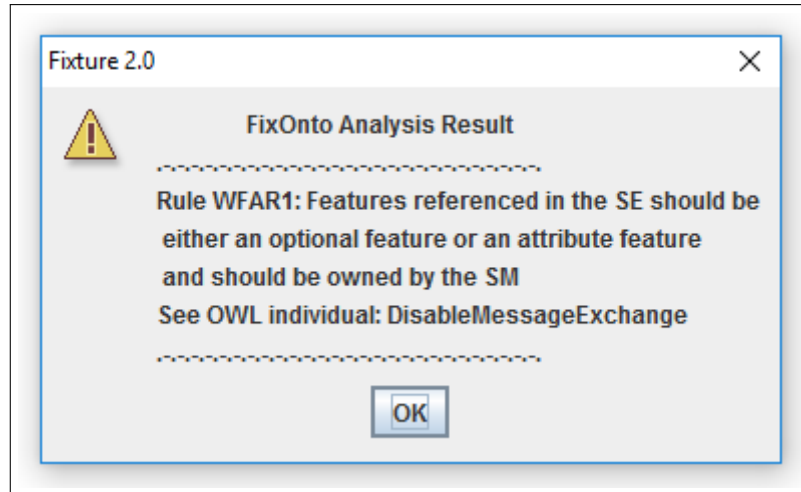 Fixture 2.0
FixOnto Analysis Result
.-.-.-.-.-.-.-.-.-.-.-.-.-.-.-.-.-.-.-.-.-.-.-.-.-.-.-.
Rule WFAR1: Features referenced in the SE should be
either an optional feature or an attribute feature
and should be owned by the SM
See OWL individual: DisableMessageExchange
.-.-.-.-.-.-.-.-.-.-.-.-.-.-.-.-.-.-.-.-.-.-.-.-.-.-.-.
OK